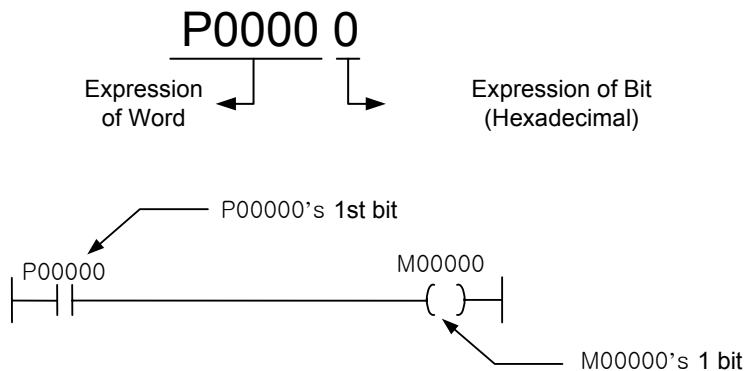 P0000 0
Expression
of Word
Expression of Bit
(Hexadecimal)
P00000’s 1st bit
P00000
M00000
M00000’s 1 bit